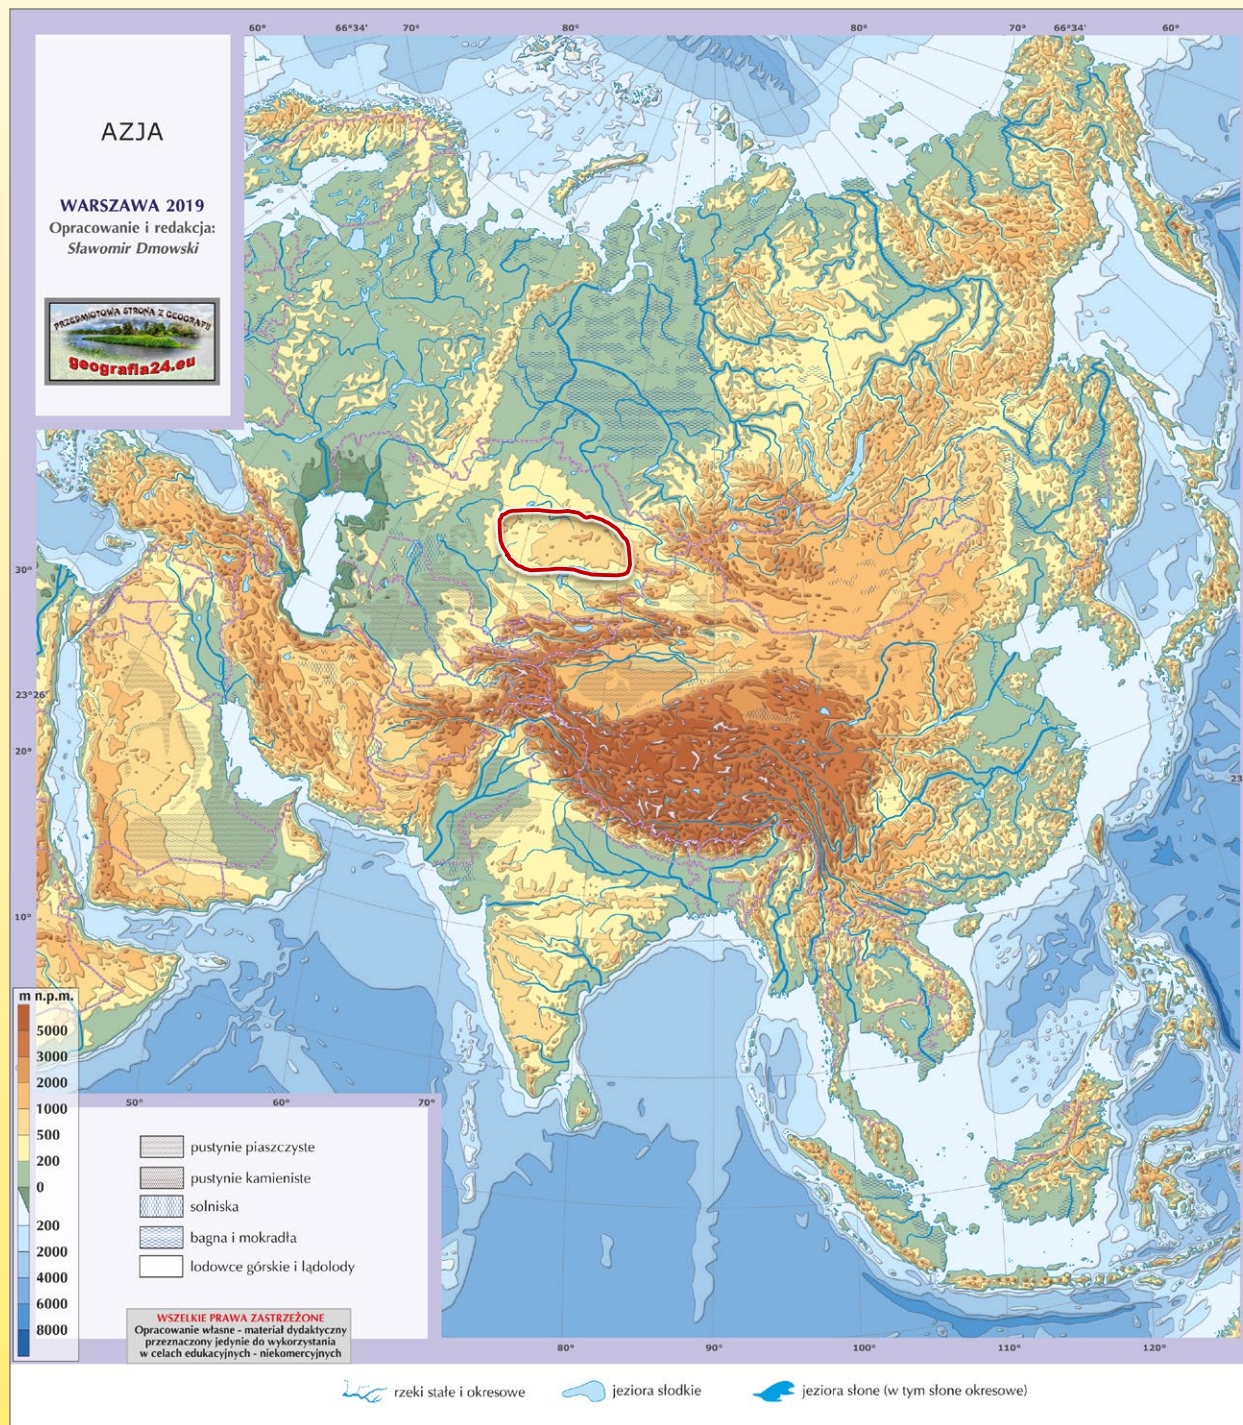 60° 66°34' 70° 80° 80° 70° 66°34' 60°
AZJA
WARSZAWA 2019
Opracowanie i redakcja:
Sławomir Dmowski
PRZEDMIOTOWA STRONA Z GEOGRAFII
geografia24.eu
30°
23°26'
20°
23
10°
m n.p.m.
5000
3000
2000
1000
500
200
0
200
2000
4000
6000
8000
50° 60° 70°
pustynie piaszczyste
pustynie kamieniste
solniska
bagna i mokradła
lodowce górskie i lądolody
WSZELKIE PRAWA ZASTRZEŻONE
Opracowanie własne - materiał dydaktyczny
przeznaczony jedynie do wykorzystania
w celach edukacyjnych - niekomercyjnych
80° 90° 100° 110° 120°
rzeki stałe i okresowe
jeziora słodkie
jeziora słone (w tym słone okresowe)